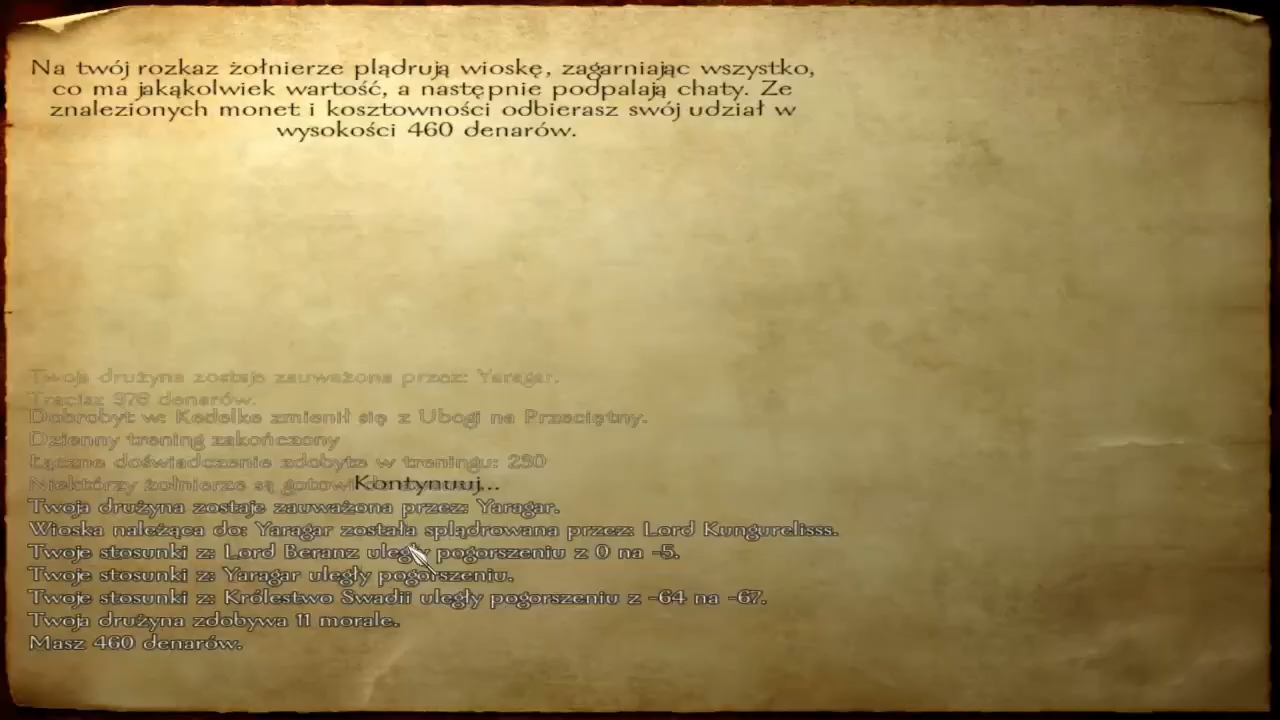 Na twój rozkaz żołnierze plądrują wioskę, zagarniając wszystko,
co ma jakąkolwiek wartość, a następnie podpalają chaty. Ze
znalezionych monet i kosztowności odbierasz swój udział w
wysokości 460 denarów.
Twoja drużyna zostaje zauważona przez: Yaragar.
Tracisz 976 denarów.
Dobrobyt w: Kedelke zmienił się z Ubogi na Przeciętny.
Dzienny trening zakończony
Łączne doświadczenie zdobyte w treningu: 230
Niektórzy żołnierze są gotowi
Kontynuuj...
Twoja drużyna zostaje zauważona przez: Yaragar.
Wioska należąca do: Yaragar została splądrowana przez: Lord Kungurelisss.
Twoje stosunki z: Lord Beranz uległy pogorszeniu z 0 na -5.
Twoje stosunki z: Yaragar uległy pogorszeniu.
Twoje stosunki z: Królestwo Swadii uległy pogorszeniu z -64 na -67.
Twoja drużyna zdobywa 11 morale.
Masz 460 denarów.